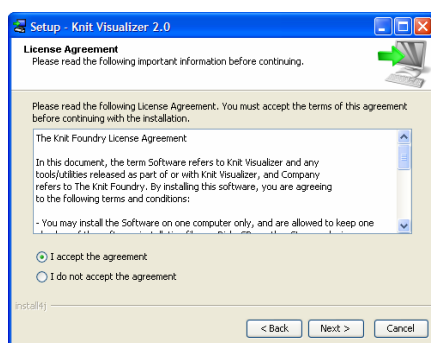 Setup - Knit Visualizer 2.0
License Agreement
Please read the following important information before continuing.
Please read the following License Agreement. You must accept the terms of this agreement
before continuing with the installation.
The Knit Foundry License Agreement
In this document, the term Software refers to Knit Visualizer and any
tools/utilities released as part of or with Knit Visualizer, and Company
refers to The Knit Foundry. By installing this software, you are agreeing
to the following terms and conditions:
- You may install the Software on one computer only, and are allowed to keep one
I accept the agreement
I do not accept the agreement
install4j
< Back
Next >
Cancel